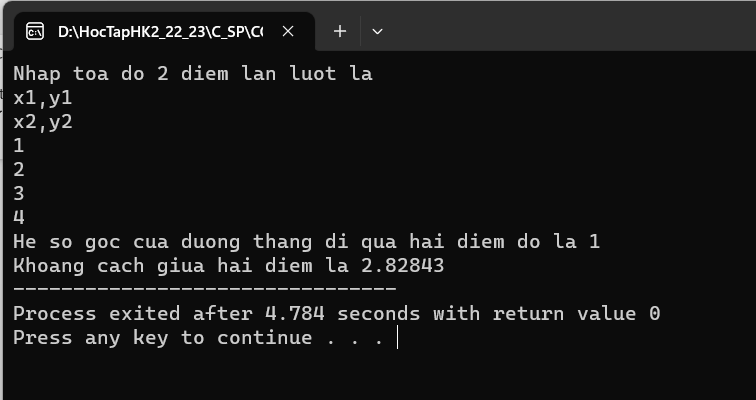 D:\HocTapHK2_22_23\C_SP\C
Nhap toa do 2 diem lan luot la
x1,y1
x2,y2
1
2
3
4
He so goc cua duong thang di qua hai diem do la 1
Khoang cach giua hai diem la 2.82843
--------------------------------
Process exited after 4.784 seconds with return value 0
Press any key to continue . . .